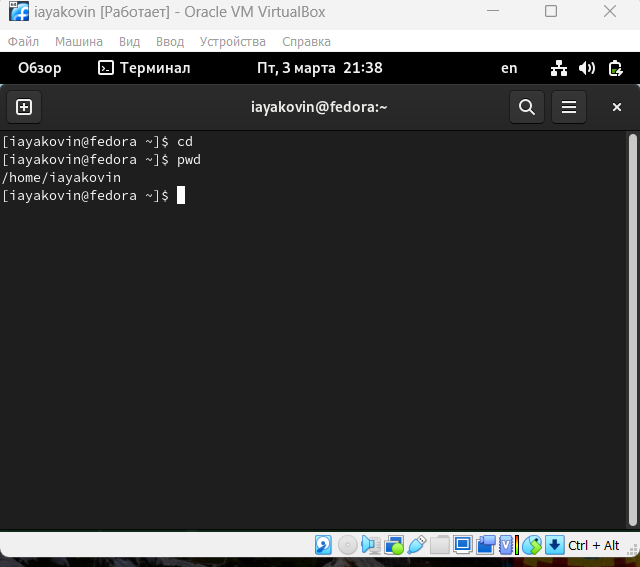 iayakovin [Работает] - Oracle VM VirtualBox
Файл Машина Вид Ввод Устройства Справка
Обзор Терминал Пт, 3 марта 21:38 en
iayakovin@fedora:~
[iayakovin@fedora ~]$ cd
[iayakovin@fedora ~]$ pwd
/home/iayakovin
[iayakovin@fedora ~]$
Ctrl + Alt